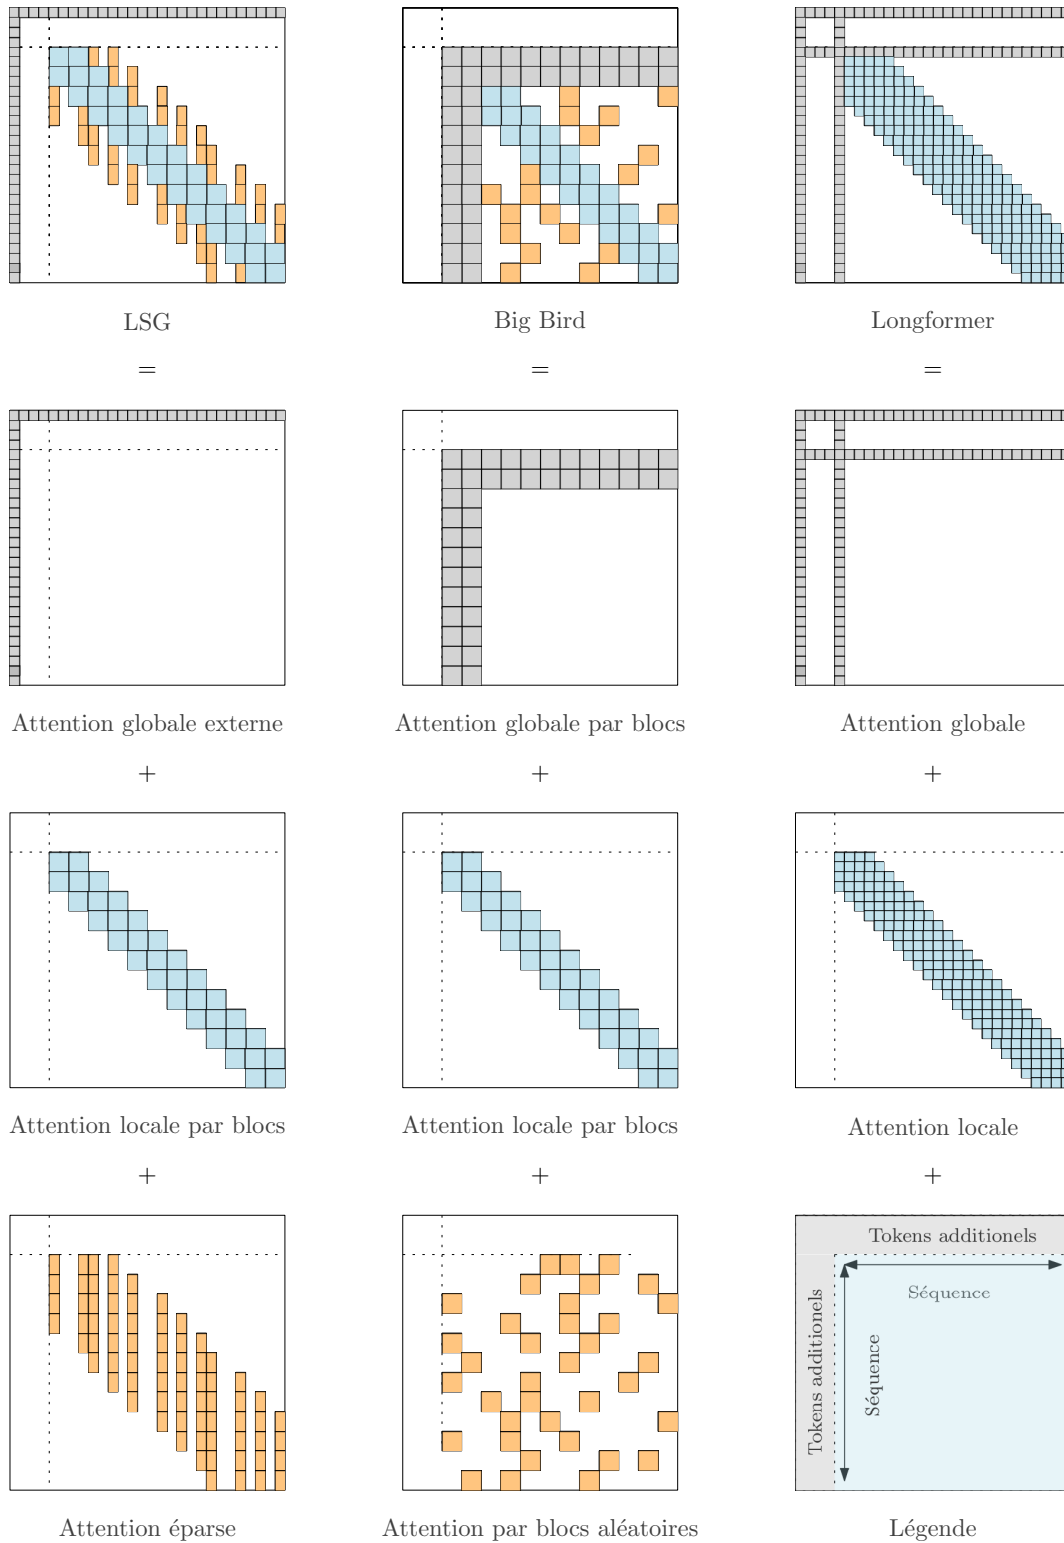 LSG
Big Bird
Longformer
=
=
=
Attention globale externe
Attention globale par blocs
Attention globale
+
+
+
Attention locale par blocs
Attention locale par blocs
Attention locale
+
+
+
Tokens additionels
Séquence
Tokens additionels
Séquence
Attention éparse
Attention par blocs aléatoires
Légende